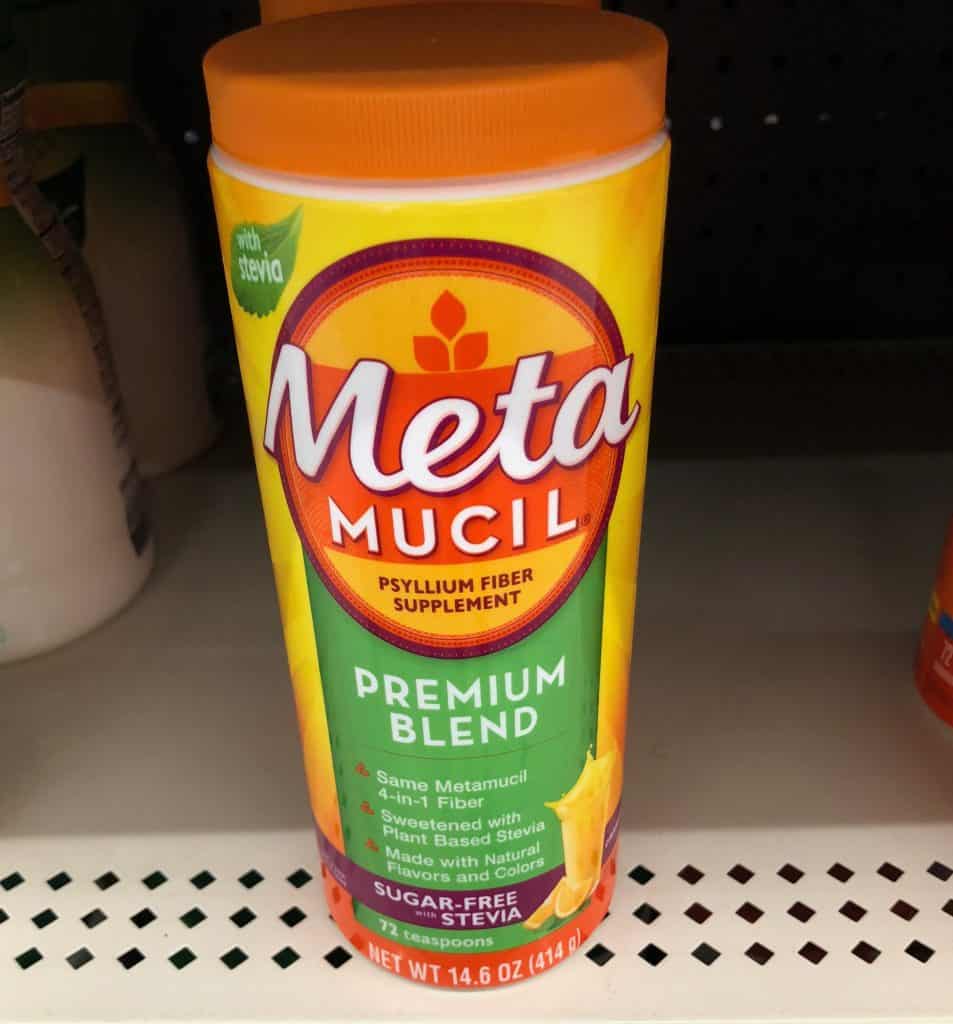 with
stevia
Meta
MUCIL®
PSYLLIUM FIBER
SUPPLEMENT
PREMIUM
BLEND
Same Metamucil
4-in-1 Fiber
Sweetened with
Plant Based Stevia
Made with Natural
Flavors and Colors
SUGAR-FREE
with STEVIA
72 teaspoons
NET WT 14.6 OZ (414 g)